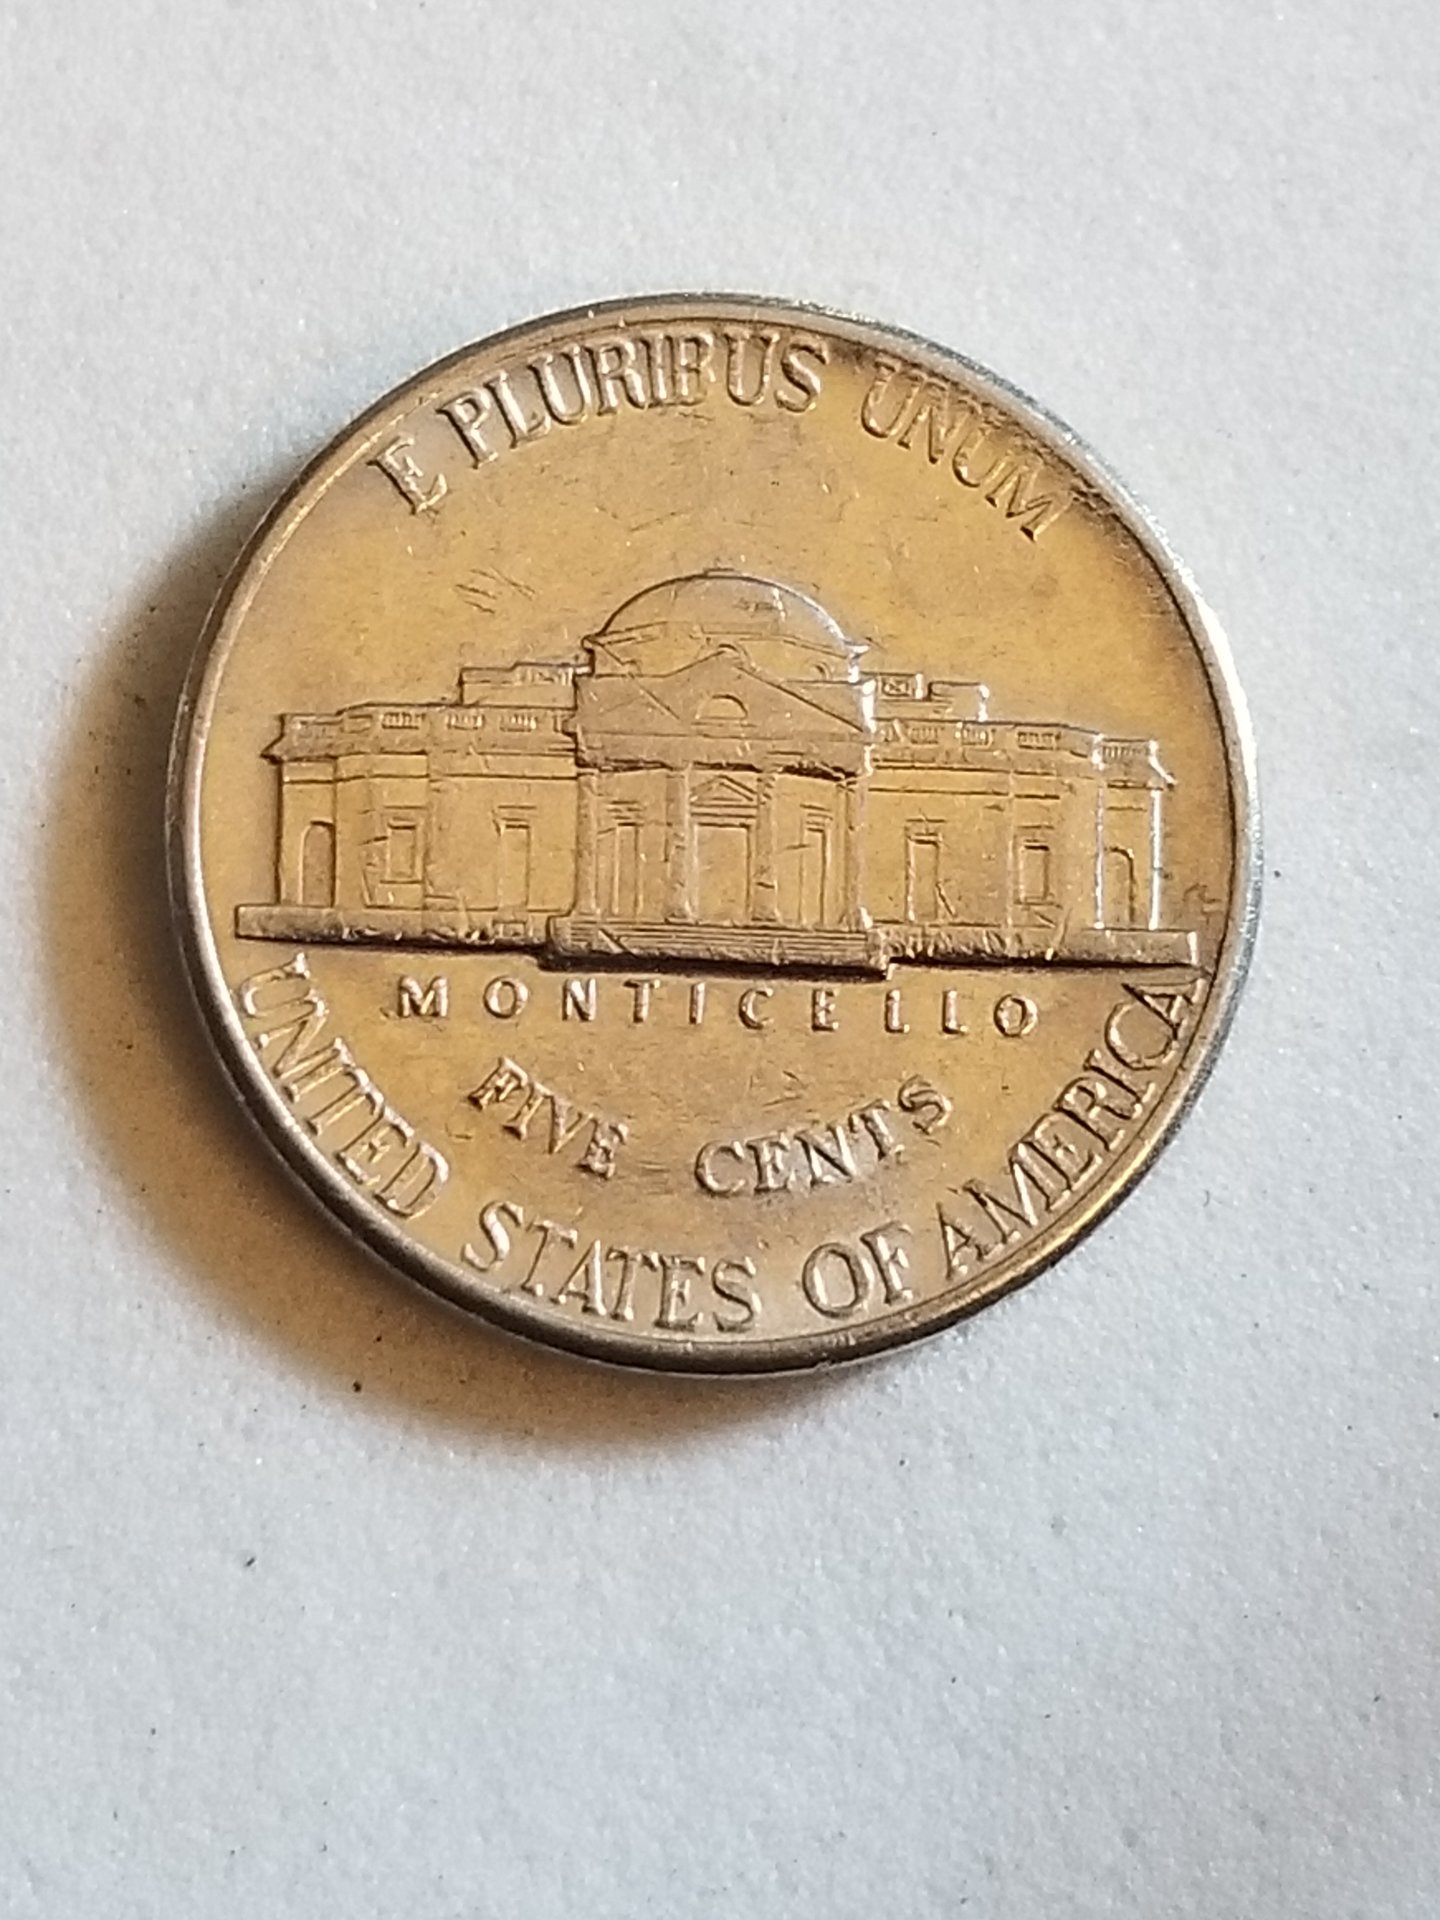 E PLURIBUS UNUM
MONTICELLO
FIVE CENTS
UNITED STATES OF AMERICA